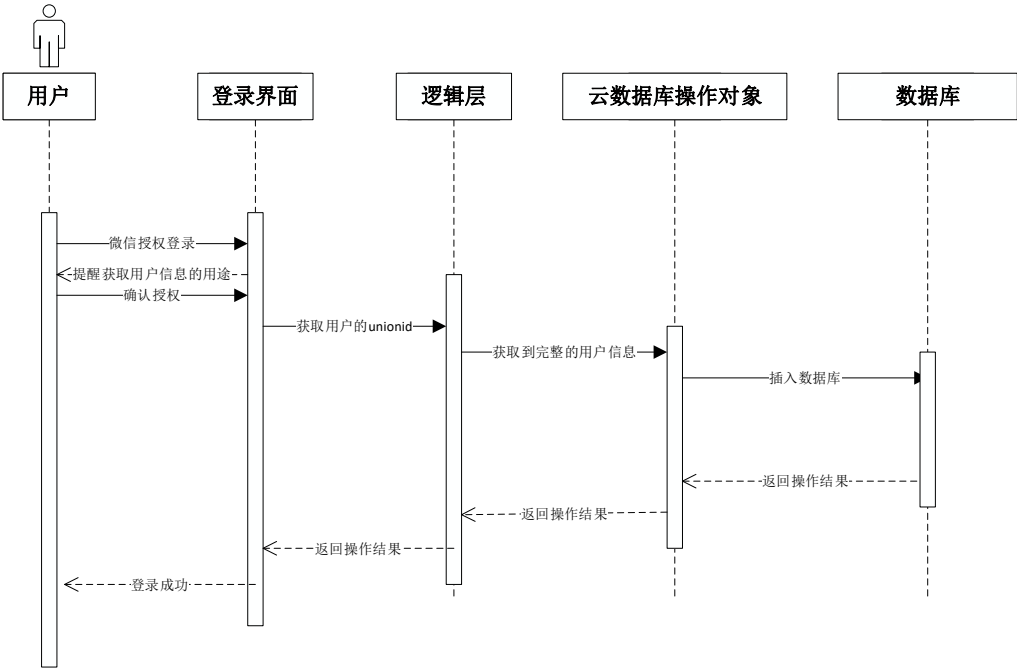 用户
登录界面
逻辑层
云数据库操作对象
数据库
微信授权登录
提醒获取用户信息的用途
确认授权
获取用户的unionid
获取到完整的用户信息
插入数据库
返回操作结果
返回操作结果
返回操作结果
登录成功